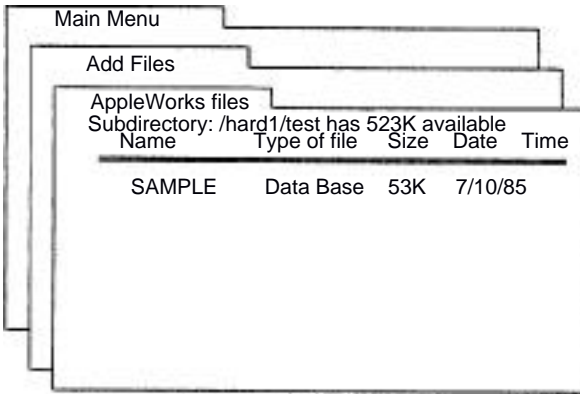 Main Menu
Add Files
AppleWorks files
Subdirectory: /hard1/test has 523K available
Name Type of file Size Date Time
SAMPLE Data Base 53K 7/10/85